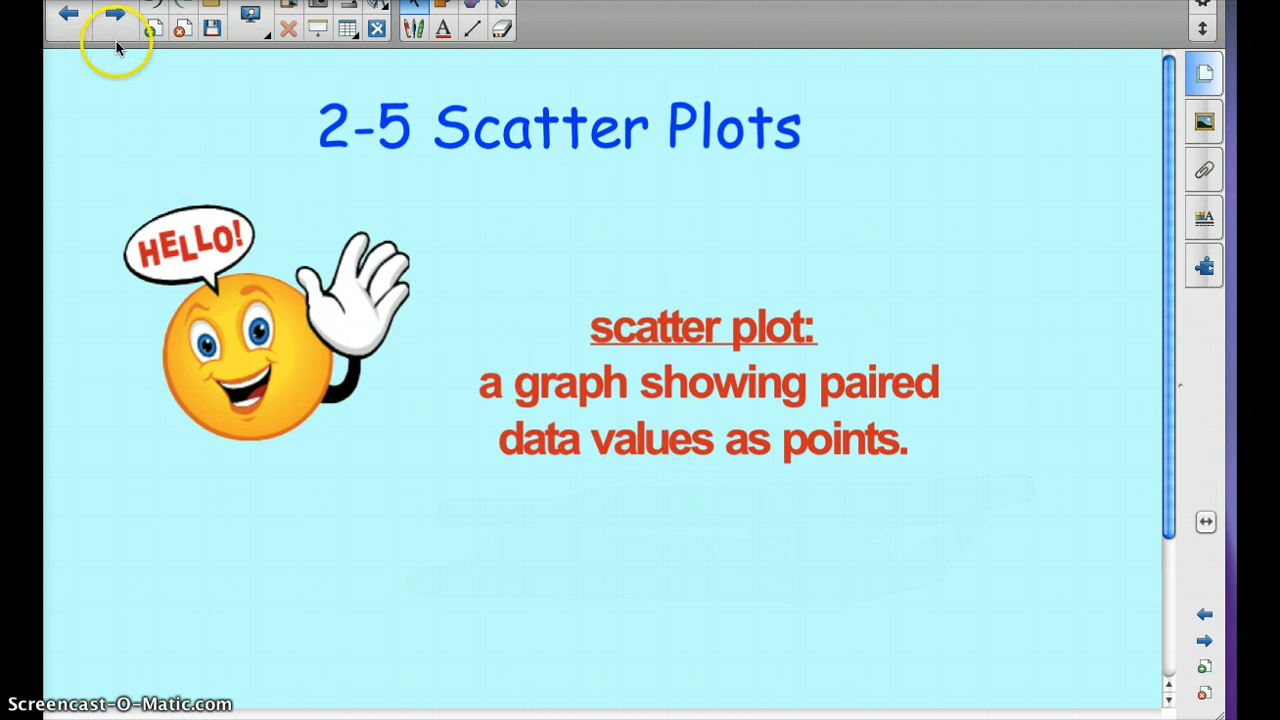 2-5 Scatter Plots
HELLO!
scatter plot:
a graph showing paired
data values as points.
Screencast-O-Matic.com